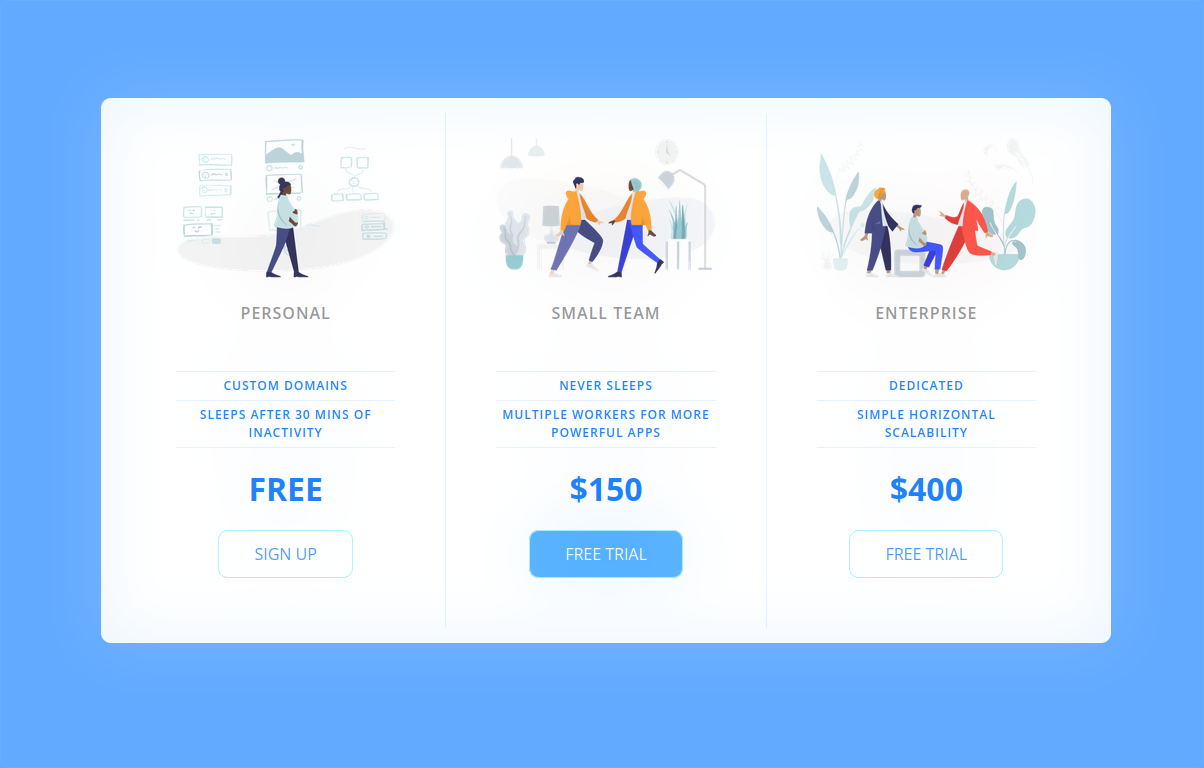 PERSONAL
CUSTOM DOMAINS
SLEEPS AFTER 30 MINS OF
INACTIVITY
FREE
SIGN UP
SMALL TEAM
NEVER SLEEPS
MULTIPLE WORKERS FOR MORE
POWERFUL APPS
$150
FREE TRIAL
ENTERPRISE
DEDICATED
SIMPLE HORIZONTAL
SCALABILITY
$400
FREE TRIAL